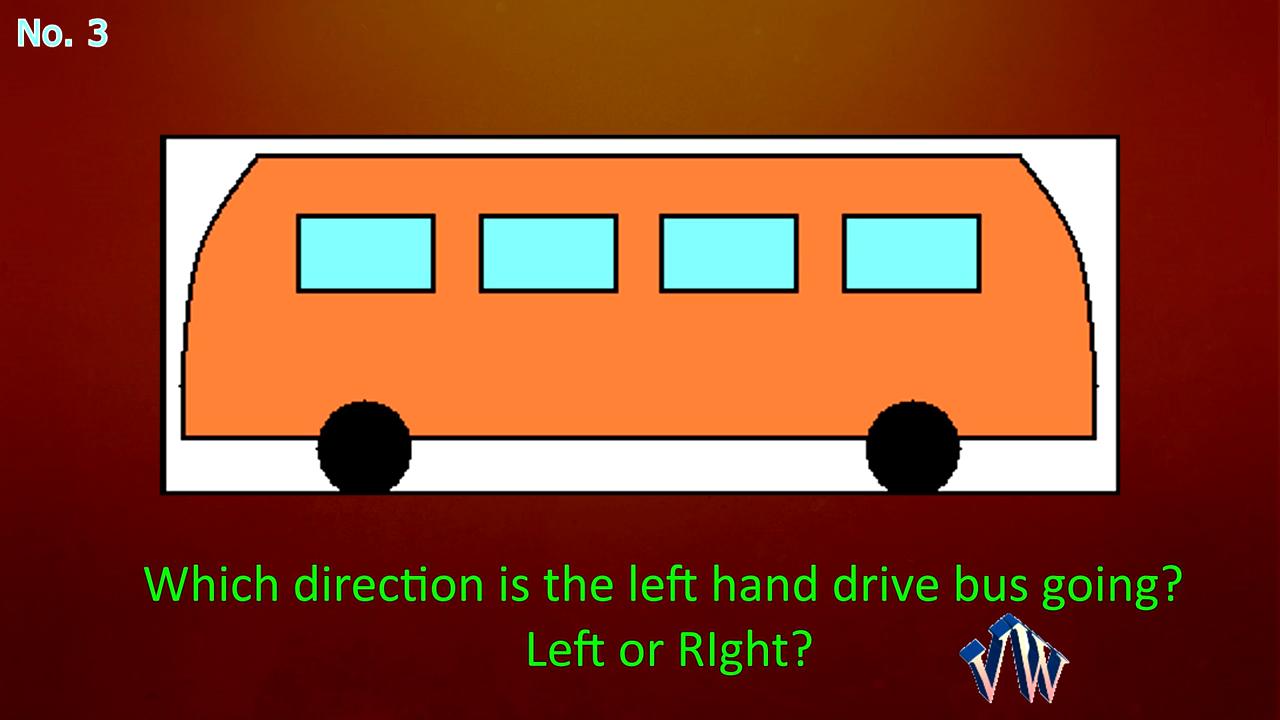 No. 3
Which direction is the left hand drive bus going?
Left or RIght?
VW